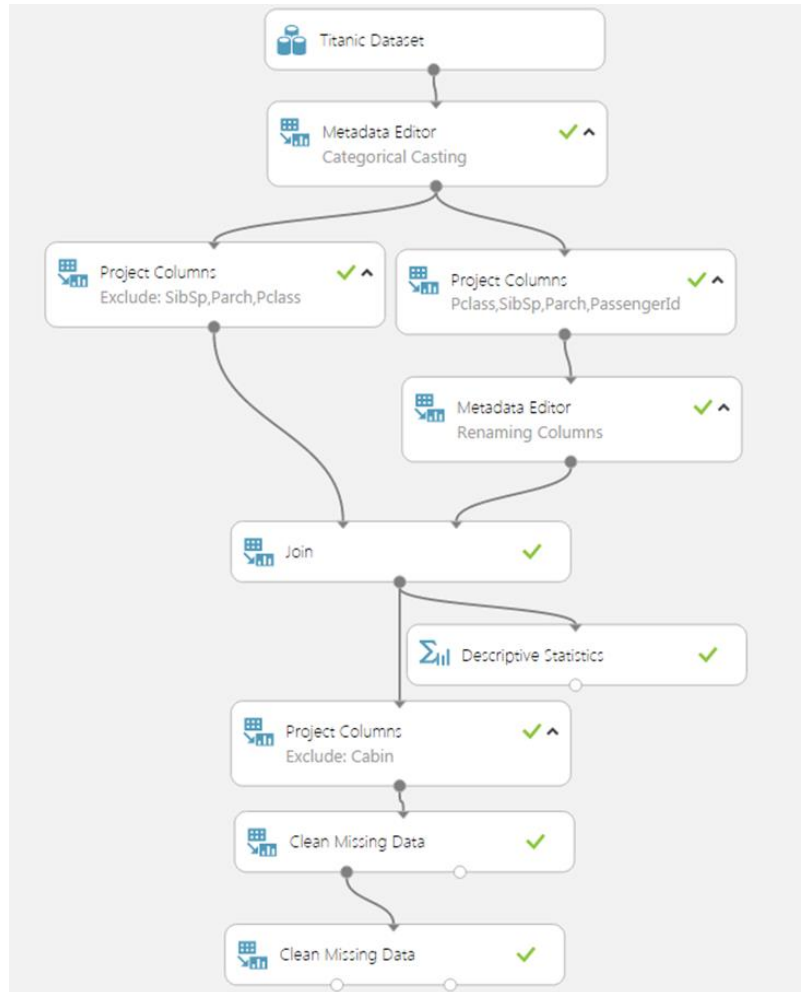 Titanic Dataset
Metadata Editor
Categorical Casting
Project Columns
Exclude: SibSp,Parch,Pclass
Project Columns
Pclass,SibSp,Parch,PassengerId
Metadata Editor
Renaming Columns
Join
Descriptive Statistics
Project Columns
Exclude: Cabin
Clean Missing Data
Clean Missing Data